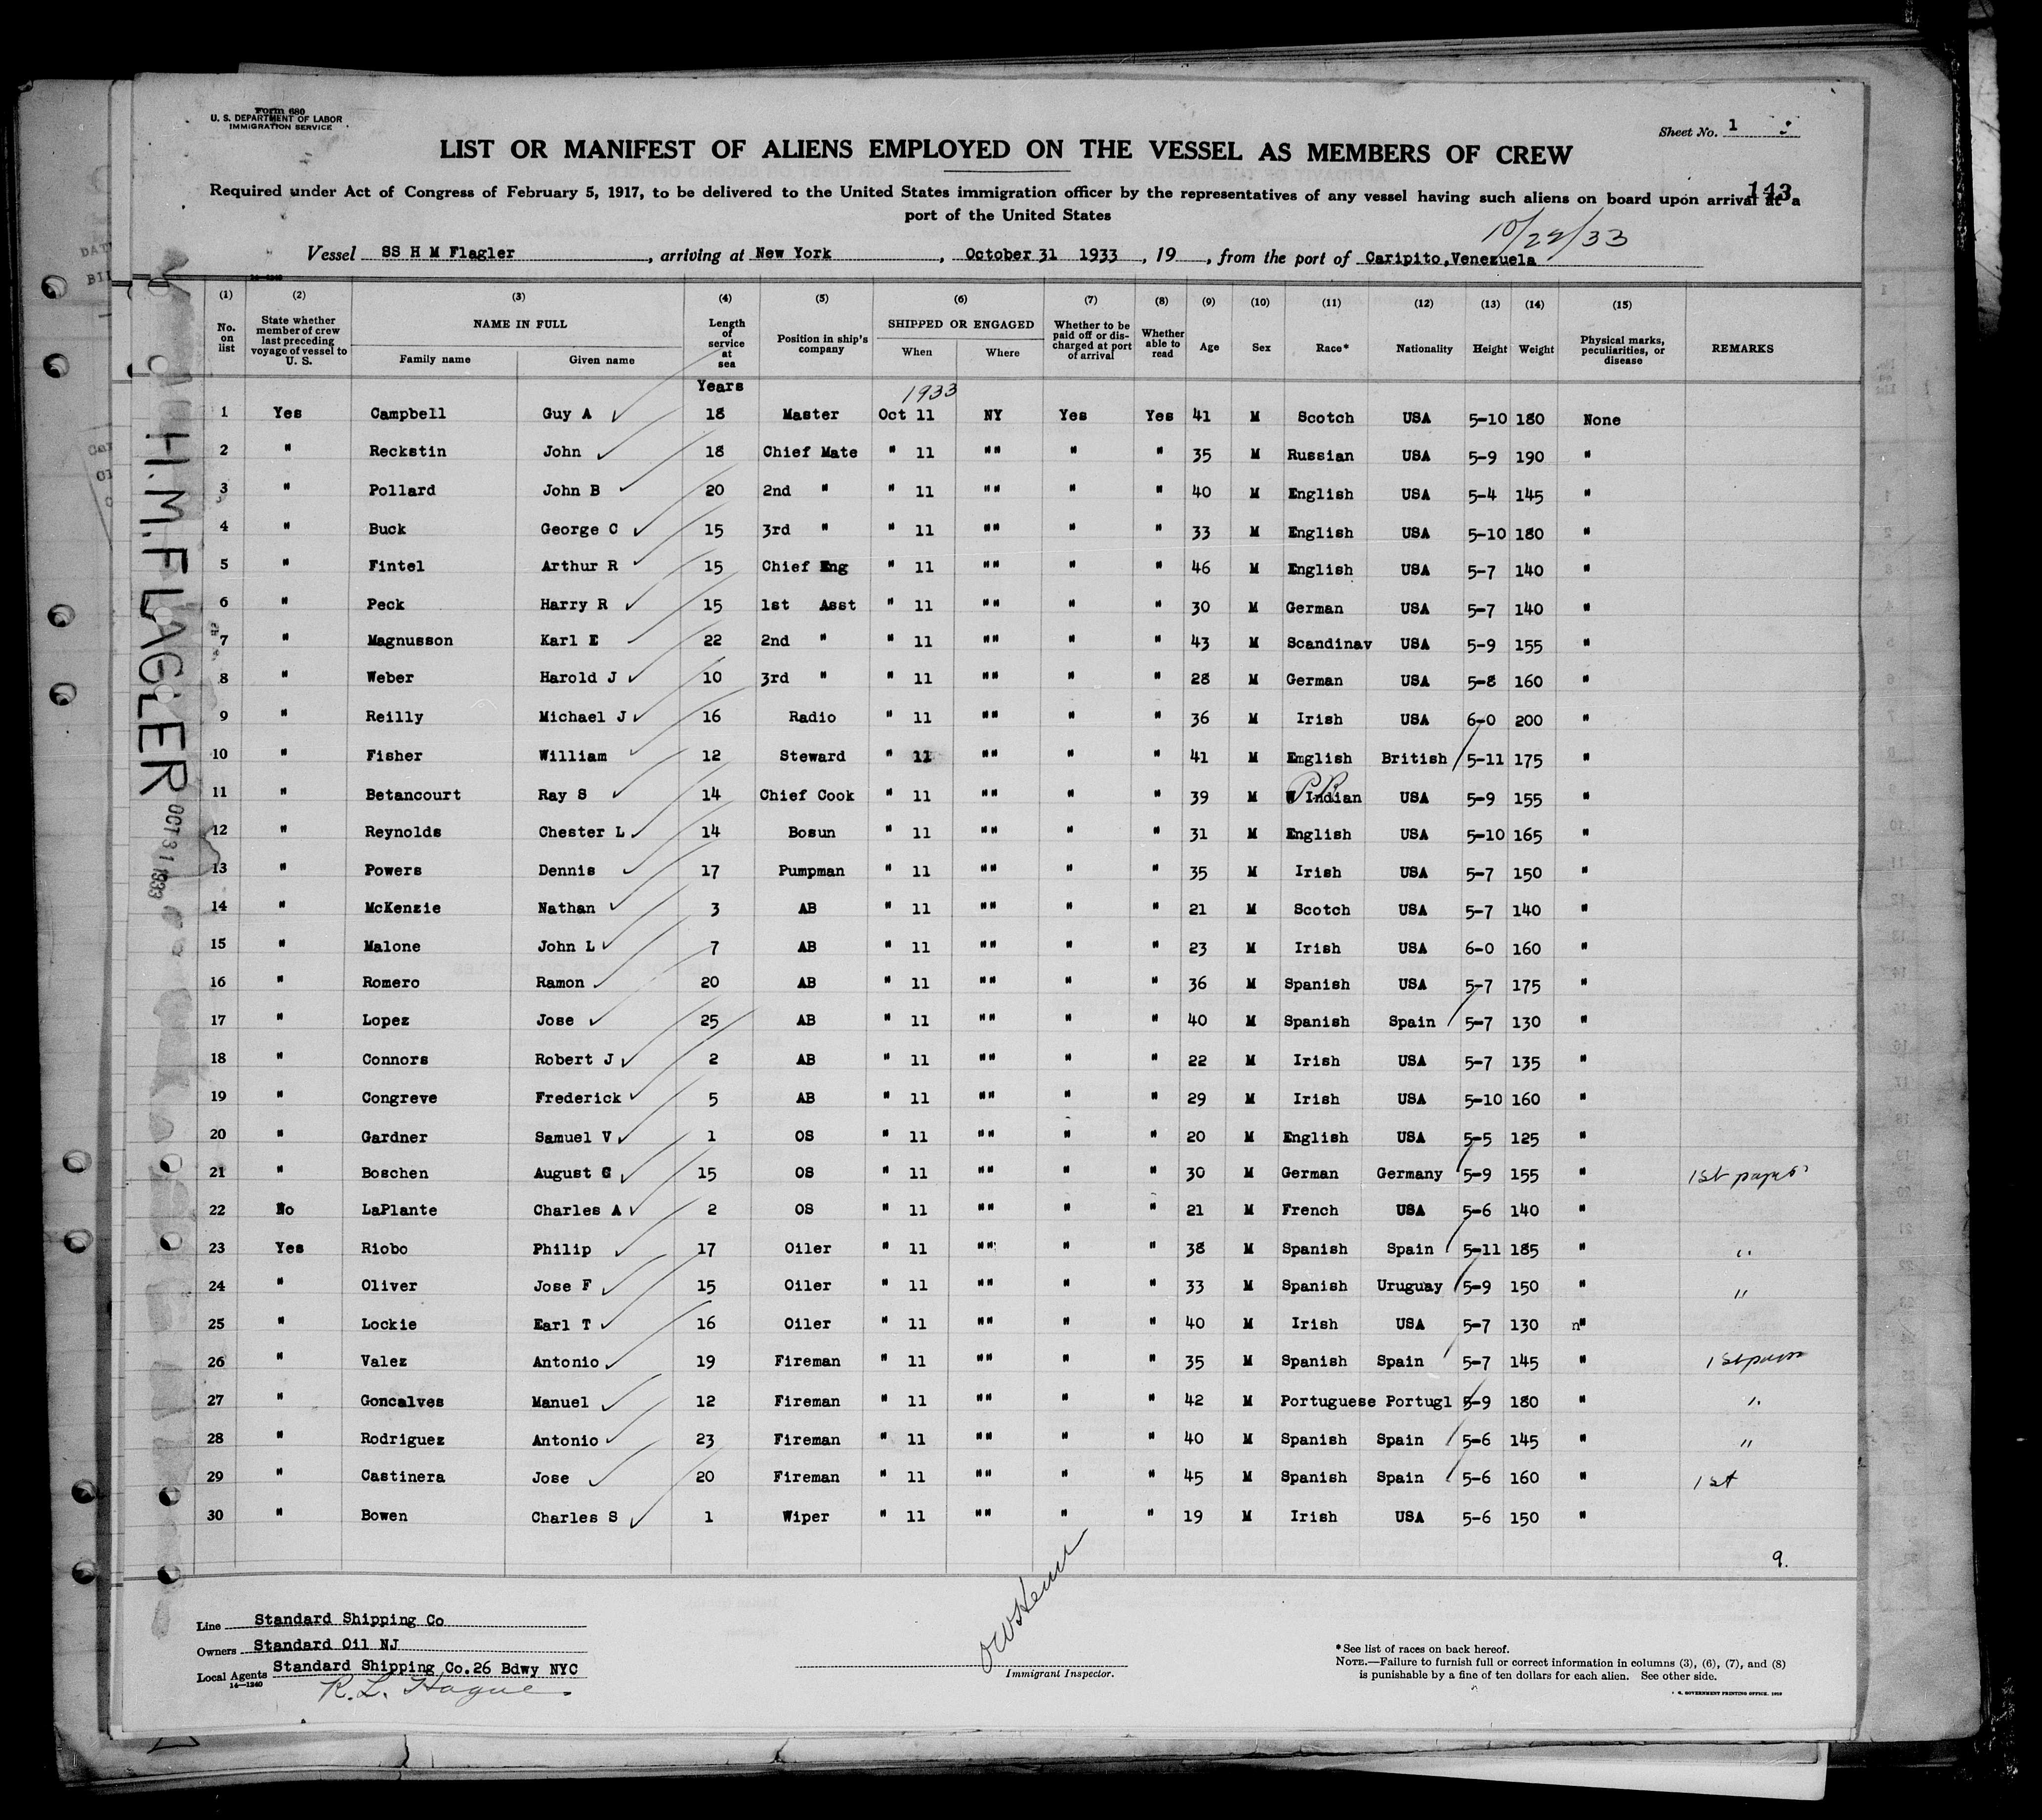 Form 680
U. S. DEPARTMENT OF LABOR
IMMIGRATION SERVICE
Sheet No. 1
LIST OR MANIFEST OF ALIENS EMPLOYED ON THE VESSEL AS MEMBERS OF CREW
143
Required under Act of Congress of February 5, 1917, to be delivered to the United States immigration officer by the representatives of any vessel having such aliens on board upon arrival at a
port of the United States
10/22/33
Vessel SS H M Flagler, arriving at New York, October 31 1933, 19, from the port of Caripito,Venezuela
14-1240
(1) (2) (3) (4) (5) (6) (7) (8) (9) (10) (11) (12) (13) (14) (15)
No. on list State whether member of crew last preceding voyage of vessel to U. S. NAME IN FULL Family name Given name Length of service at sea Position in ship's company SHIPPED OR ENGAGED When Where Whether to be paid off or discharged at port of arrival Whether able to read Age Sex Race* Nationality Height Weight Physical marks, peculiarities, or disease REMARKS
Years 1933
1 Yes Campbell Guy A 18 Master Oct 11 NY Yes Yes 41 M Scotch USA 5-10 180 None
2 " Reckstin John 18 Chief Mate " 11 "" " " 35 M Russian USA 5-9 190 "
3 " Pollard John B 20 2nd " " 11 "" " " 40 M English USA 5-4 145 "
4 " Buck George C 15 3rd " " 11 "" " " 33 M English USA 5-10 180 "
5 " Fintel Arthur R 15 Chief Eng " 11 "" " " 46 M English USA 5-7 140 "
6 " Peck Harry R 15 1st Asst " 11 "" " " 30 M German USA 5-7 140 "
7 " Magnusson Karl E 22 2nd " " 11 "" " " 43 M Scandinav USA 5-9 155 "
8 " Weber Harold J 10 3rd " " 11 "" " " 28 M German USA 5-8 160 "
9 " Reilly Michael J 16 Radio " 11 "" " " 36 M Irish USA 6-0 200 "
10 " Fisher William 12 Steward " 11 "" " " 41 M English British 5-11 175 "
11 " Betancourt Ray S 14 Chief Cook " 11 "" " " 39 M W Indian PR USA 5-9 155 "
12 " Reynolds Chester L 14 Bosun " 11 "" " " 31 M English USA 5-10 165 "
13 " Powers Dennis 17 Pumpman " 11 "" " " 35 M Irish USA 5-7 150 "
14 " McKenzie Nathan 3 AB " 11 "" " " 21 M Scotch USA 5-7 140 "
15 " Malone John L 7 AB " 11 "" " " 23 M Irish USA 6-0 160 "
16 " Romero Ramon 20 AB " 11 "" " " 36 M Spanish USA 5-7 175 "
17 " Lopez Jose 25 AB " 11 "" " " 40 M Spanish Spain 5-7 130 "
18 " Connors Robert J 2 AB " 11 "" " " 22 M Irish USA 5-7 135 "
19 " Congreve Frederick 5 AB " 11 "" " " 29 M Irish USA 5-10 160 "
20 " Gardner Samuel V 1 OS " 11 "" " " 20 M English USA 5-5 125 "
21 " Boschen August G 15 OS " 11 "" " " 30 M German Germany 5-9 155 " 1st papers
22 No LaPlante Charles A 2 OS " 11 "" " " 21 M French USA 5-6 140 "
23 Yes Riobo Philip 17 Oiler " 11 "" " " 38 M Spanish Spain 5-11 185 " "
24 " Oliver Jose F 15 Oiler " 11 "" " " 33 M Spanish Uruguay 5-9 150 " "
25 " Lockie Earl T 16 Oiler " 11 "" " " 40 M Irish USA 5-7 130 n"
26 " Valez Antonio 19 Fireman " 11 "" " " 35 M Spanish Spain 5-7 145 " 1st
27 " Goncalves Manuel 12 Fireman " 11 "" " " 42 M Portuguese Portugl 5-9 180 " "
28 " Rodriguez Antonio 23 Fireman " 11 "" " " 40 M Spanish Spain 5-6 145 " "
29 " Castinera Jose 20 Fireman " 11 "" " " 45 M Spanish Spain 5-6 160 " 1st
30 " Bowen Charles S 1 Wiper " 11 "" " " 19 M Irish USA 5-6 150 "
9.
H.M.FLAGLER
OCT 31 1933
Line Standard Shipping Co
Owners Standard Oil NJ
Local Agents Standard Shipping Co.26 Bdwy NYC
14-1240
R. L. Hague
Immigrant Inspector.
*See list of races on back hereof.
NOTE.—Failure to furnish full or correct information in columns (3), (6), (7), and (8)
is punishable by a fine of ten dollars for each alien. See other side.
GOVERNMENT PRINTING OFFICE